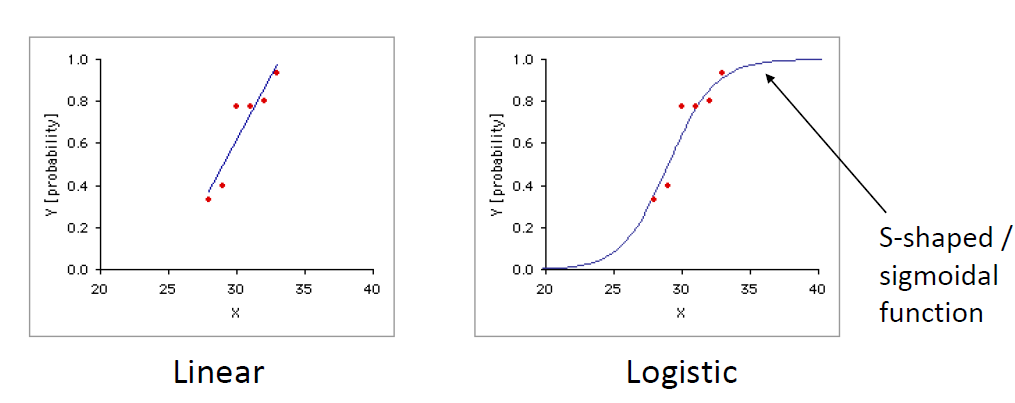 Y [probability]
1.0
0.8
0.6
0.4
0.2
0.0
20 25 30 35 40
X
Linear
Y [probability]
1.0
0.8
0.6
0.4
0.2
0.0
20 25 30 35 40
X
Logistic
S-shaped /
sigmoidal
function